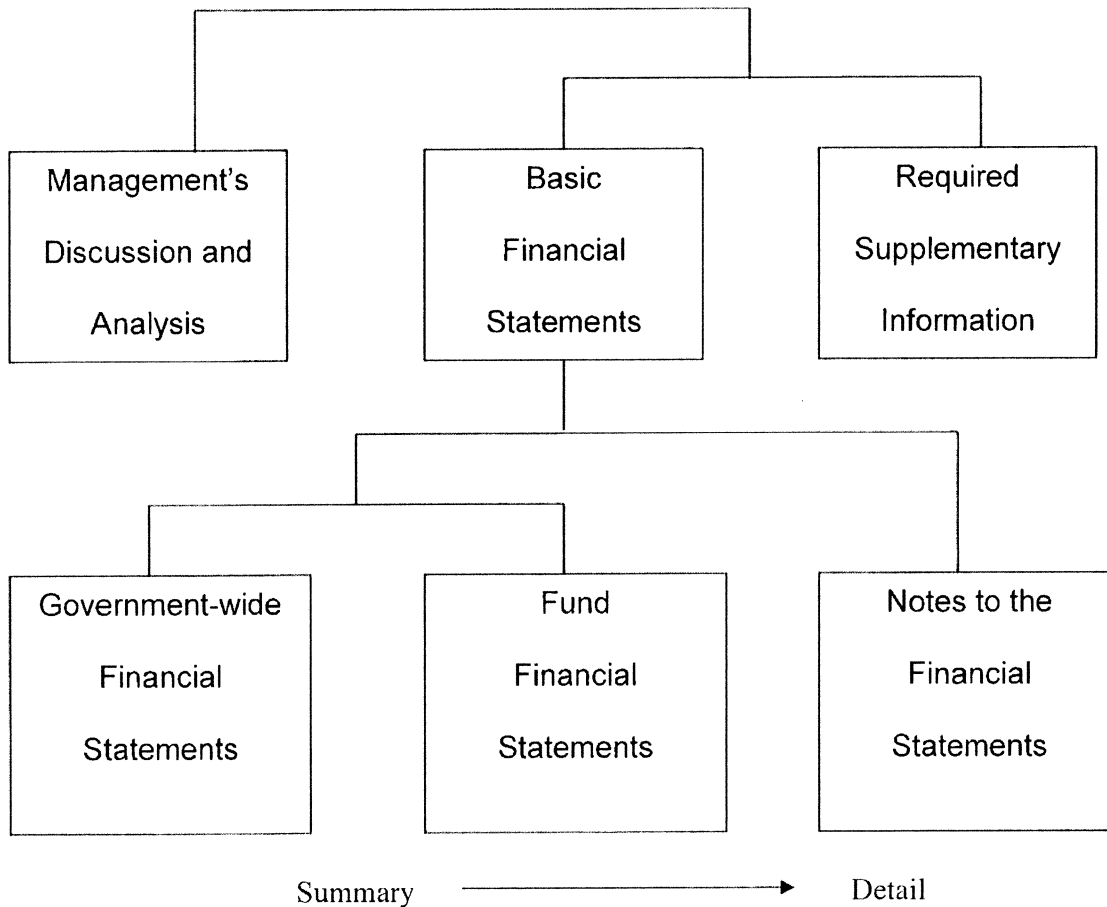 Management's
Discussion and
Analysis
Basic
Financial
Statements
Required
Supplementary
Information
Government-wide
Financial
Statements
Fund
Financial
Statements
Notes to the
Financial
Statements
Summary
Detail